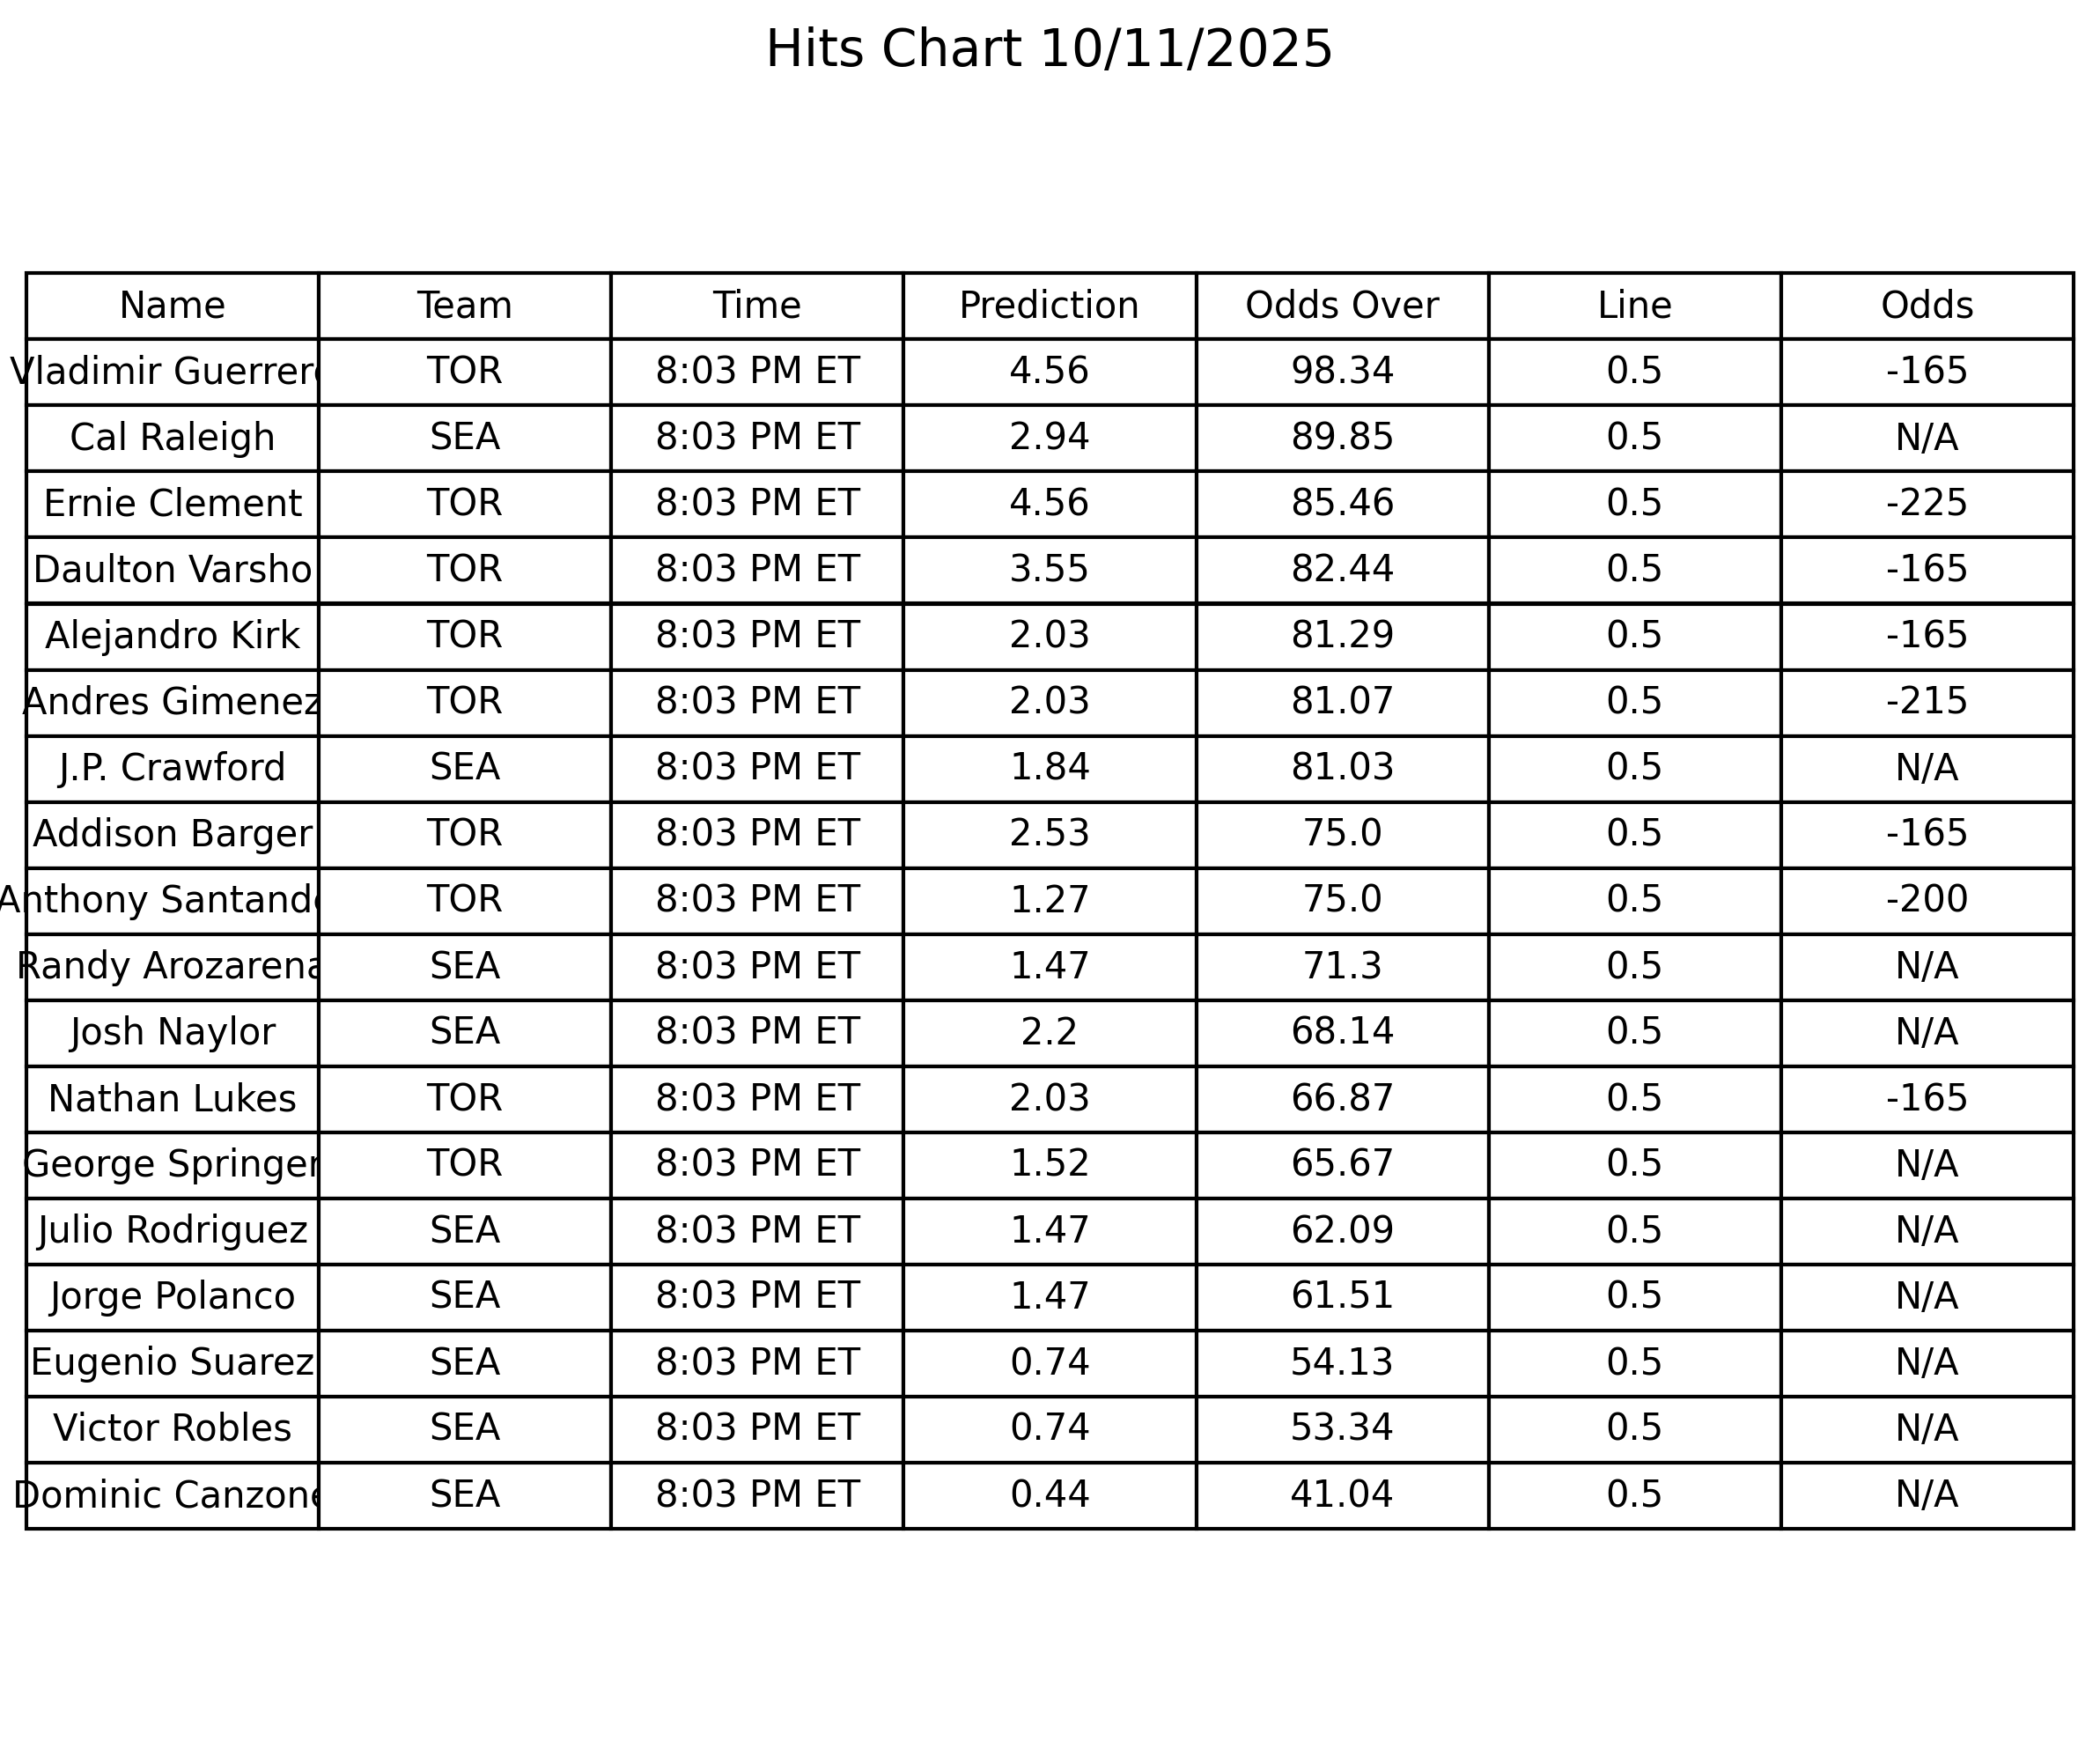 Hits Chart 10/11/2025
Name Team Time Prediction Odds Over Line Odds
Vladimir Guerrero TOR 8:03 PM ET 4.56 98.34 0.5 -165
Cal Raleigh SEA 8:03 PM ET 2.94 89.85 0.5 N/A
Ernie Clement TOR 8:03 PM ET 4.56 85.46 0.5 -225
Daulton Varsho TOR 8:03 PM ET 3.55 82.44 0.5 -165
Alejandro Kirk TOR 8:03 PM ET 2.03 81.29 0.5 -165
Andres Gimenez TOR 8:03 PM ET 2.03 81.07 0.5 -215
J.P. Crawford SEA 8:03 PM ET 1.84 81.03 0.5 N/A
Addison Barger TOR 8:03 PM ET 2.53 75.0 0.5 -165
Anthony Santande TOR 8:03 PM ET 1.27 75.0 0.5 -200
Randy Arozarena SEA 8:03 PM ET 1.47 71.3 0.5 N/A
Josh Naylor SEA 8:03 PM ET 2.2 68.14 0.5 N/A
Nathan Lukes TOR 8:03 PM ET 2.03 66.87 0.5 -165
George Springer TOR 8:03 PM ET 1.52 65.67 0.5 N/A
Julio Rodriguez SEA 8:03 PM ET 1.47 62.09 0.5 N/A
Jorge Polanco SEA 8:03 PM ET 1.47 61.51 0.5 N/A
Eugenio Suarez SEA 8:03 PM ET 0.74 54.13 0.5 N/A
Victor Robles SEA 8:03 PM ET 0.74 53.34 0.5 N/A
Dominic Canzone SEA 8:03 PM ET 0.44 41.04 0.5 N/A